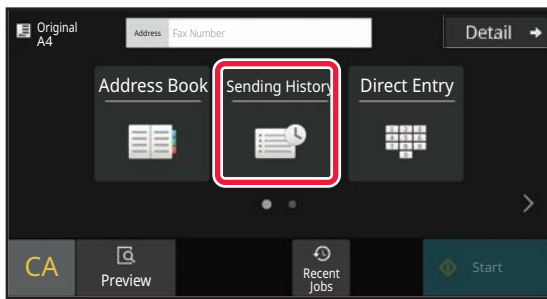 Original
A4
Address
Fax Number
Detail
Address Book
Sending History
Direct Entry
CA
Preview
Recent
Jobs
Start